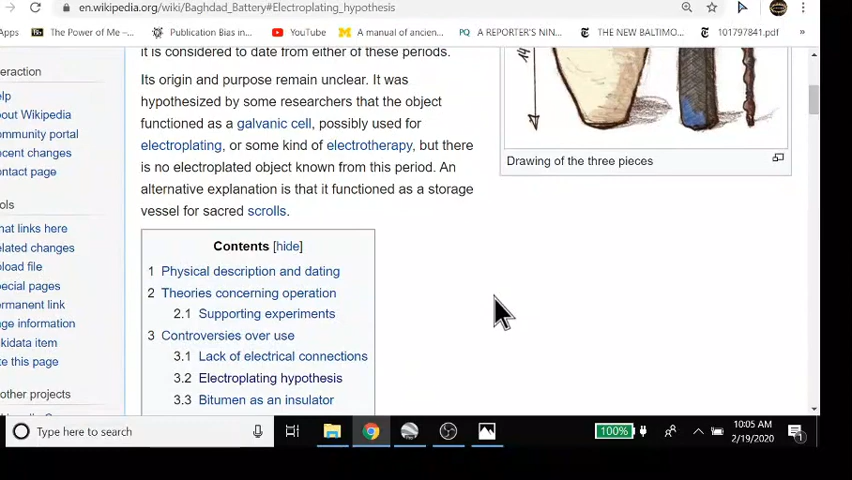 en.wikipedia.org/wiki/Baghdad_Battery#Electroplating_hypothesis
Apps
The Power of Me ...
Publication Bias in...
YouTube
A manual of ancien...
A REPORTER'S NIN...
THE NEW BALTIMO...
101797841.pdf
»
it is considered to date from either of these periods.
Its origin and purpose remain unclear. It was
hypothesized by some researchers that the object
functioned as a galvanic cell, possibly used for
electroplating, or some kind of electrotherapy, but there
is no electroplated object known from this period. An
alternative explanation is that it functioned as a storage
vessel for sacred scrolls.
Drawing of the three pieces
Contents [hide]
1 Physical description and dating
2 Theories concerning operation
2.1 Supporting experiments
3 Controversies over use
3.1 Lack of electrical connections
3.2 Electroplating hypothesis
3.3 Bitumen as an insulator
teraction
elp
bout Wikipedia
ommunity portal
ecent changes
ontact page
ols
hat links here
elated changes
pload file
pecial pages
ermanent link
age information
ikidata item
ite this page
other projects
Type here to search
100%
10:05 AM
2/19/2020
1